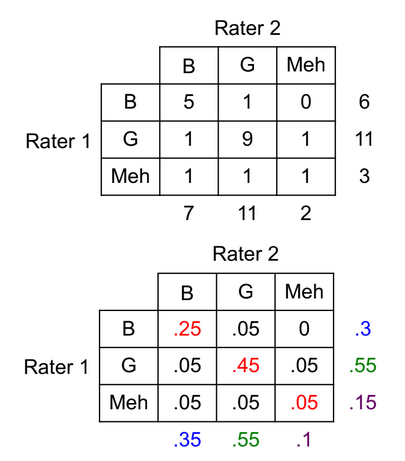 Rater 2
B G Meh
B 5 1 0 6
Rater 1 G 1 9 1 11
Meh 1 1 1 3
7 11 2
Rater 2
B G Meh
B .25 .05 0 .3
Rater 1 G .05 .45 .05 .55
Meh .05 .05 .05 .15
.35 .55 .1